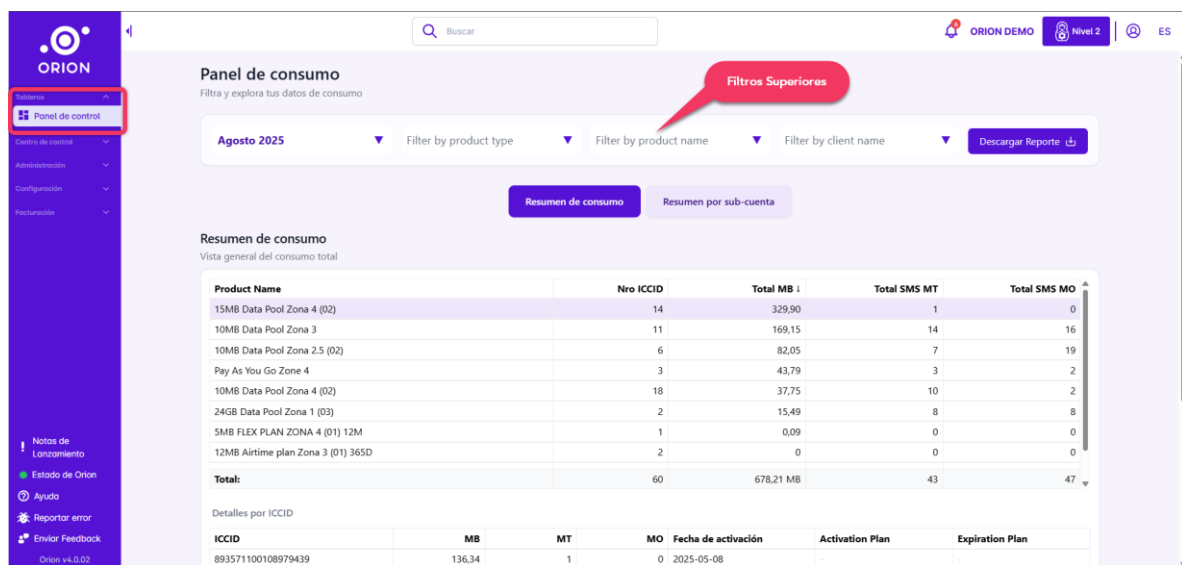 Buscar
6
ORION DEMO
Nivel 2
ES
ORION
Tableros
Panel de control
Centro de control
Administración
Configuración
Facturación
Notas de
Lanzamiento
Estado de Orion
Ayuda
Reportar error
Enviar Feedback
Orion v4.0.02
Panel de consumo
Filtra y explora tus datos de consumo
Filtros Superiores
Agosto 2025 Filter by product type Filter by product name Filter by client name Descargar Reporte
Resumen de consumo Resumen por sub-cuenta
Resumen de consumo
Vista general del consumo total
Product Name Nro ICCID Total MB ↓ Total SMS MT Total SMS MO
15MB Data Pool Zona 4 (02) 14 329,90 1 0
10MB Data Pool Zona 3 11 169,15 14 16
10MB Data Pool Zona 2.5 (02) 6 82,05 7 19
Pay As You Go Zone 4 3 43,79 3 2
10MB Data Pool Zona 4 (02) 18 37,75 10 2
24GB Data Pool Zona 1 (03) 2 15,49 8 8
5MB FLEX PLAN ZONA 4 (01) 12M 1 0,09 0 0
12MB Airtime plan Zona 3 (01) 365D 2 0 0 0
Total: 60 678,21 MB 43 47
Detalles por ICCID
ICCID MB MT MO Fecha de activación Activation Plan Expiration Plan
893571100108979439 136,34 1 0 2025-05-08 - -